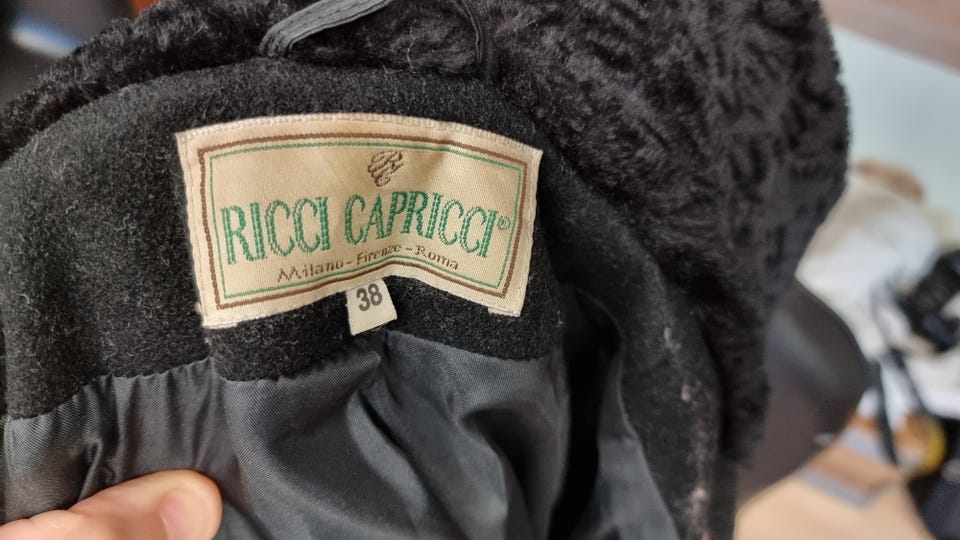 RICCI CAPRICCI®
Milano - Firenze - Roma
38